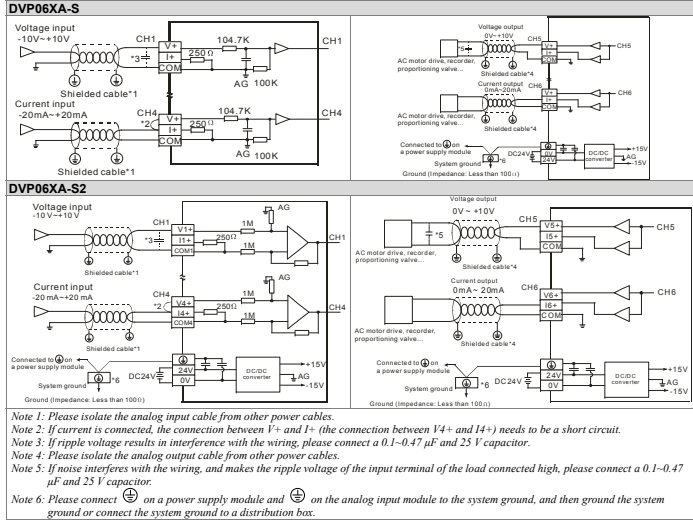 DVP06XA-S
Voltage input
-10V~+10V
CH1
V+
I+
COM
*3
250Ω
104.7K
CH1
AG 100K
Shielded cable*1
Current input
-20mA~+20mA
CH4
*2
V+
I+
COM
250Ω
104.7K
CH4
AG 100K
Shielded cable*1
Voltage output
0V~+10V
*5
CH5
V+
I+
COM
CH5
AC motor drive, recorder,
proportioning valve...
Shielded cable*4
Current output
0mA~20mA
CH6
V+
I+
COM
CH6
AC motor drive, recorder,
proportioning valve...
Shielded cable*4
Connected to on
a power supply module
System ground
*6
DC24V
0V
24V
DC/DC
converter
+15V
AG
-15V
Ground (Impedance: Less than 100Ω)
DVP06XA-S2
Voltage input
-10 V~+10 V
CH1
V1+
I1+
COM1
*3
250Ω
1M
1M
AG
CH1
Shielded cable*1
Current input
-20 mA~+20 mA
CH4
*2
V4+
I4+
COM4
250Ω
1M
1M
AG
CH4
Shielded cable*1
Connected to on
a power supply module
System ground
*6
DC24V
24V
0V
DC/DC
converter
+15V
AG
-15V
Ground (Impedance: Less than 100Ω)
Voltage output
0V ~ +10V
*5
CH5
V5+
I5+
COM
CH5
AC motor drive, recorder,
proportioning valve...
Shielded cable*4
Current output
0mA~ 20mA
CH6
V6+
I6+
COM
CH6
AC motor drive, recorder,
proportioning valve...
Shielded cable*4
Connected to on
a power supply module
System ground
*6
DC24V
24V
0V
DC/DC
converter
+15V
AG
-15V
Ground (Impedance: Less than 100Ω)
Note 1: Please isolate the analog input cable from other power cables.
Note 2: If current is connected, the connection between V+ and I+ (the connection between V4+ and I4+) needs to be a short circuit.
Note 3: If ripple voltage results in interference with the wiring, please connect a 0.1~0.47 μF and 25 V capacitor.
Note 4: Please isolate the analog output cable from other power cables.
Note 5: If noise interferes with the wiring, and makes the ripple voltage of the input terminal of the load connected high, please connect a 0.1~0.47
μF and 25 V capacitor.
Note 6: Please connect on a power supply module and on the analog input module to the system ground, and then ground the system
ground or connect the system ground to a distribution box.